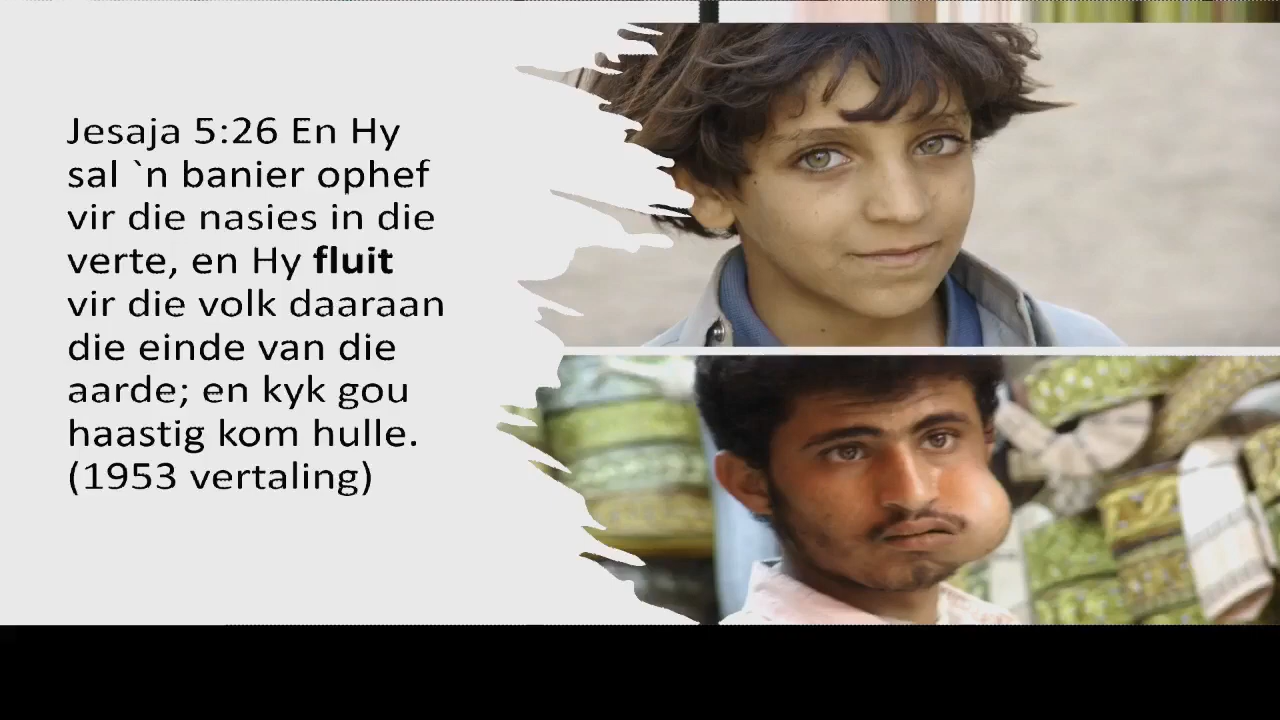 Jesaja 5:26 En Hy
sal `n banier ophef
vir die nasies in die
verte, en Hy fluit
vir die volk daaraan
die einde van die
aarde; en kyk gou
haastig kom hulle.
(1953 vertaling)